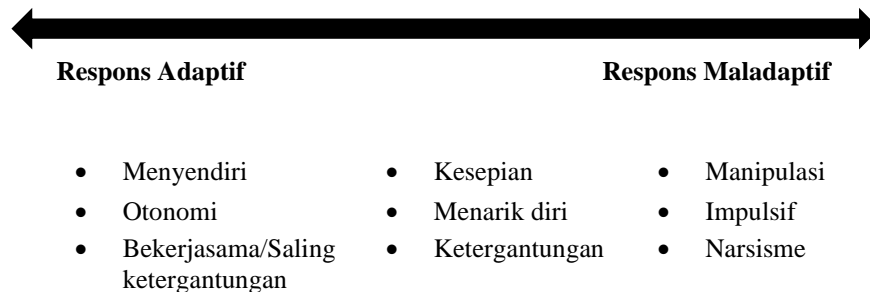 Respons Adaptif Respons Maladaptif
• Menyendiri • Kesepian • Manipulasi
• Otonomi • Menarik diri • Impulsif
• Bekerjasama/Saling • Ketergantungan • Narsisme
ketergantungan